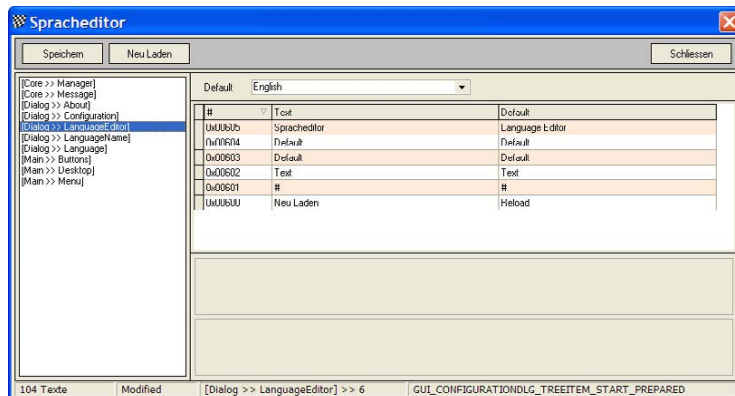 Spracheditor
Speichern Neu Laden Schliessen
[Core >> Manager]
[Core >> Message]
[Dialog >> About]
[Dialog >> Configuration]
[Dialog >> LanguageEditor]
[Dialog >> LanguageName]
[Dialog >> Language]
[Main >> Buttons]
[Main >> Desktop]
[Main >> Menu]
Default English
# Text Default
0x00605 Spracheditor Language Editor
0x00604 Default Default
0x00603 Default Default
0x00602 Text Text
0x00601 # #
0x00600 Neu Laden Reload
104 Texte Modified [Dialog >> LanguageEditor] >> 6 GUI_CONFIGURATIONDLG_TREEITEM_START_PREPARED